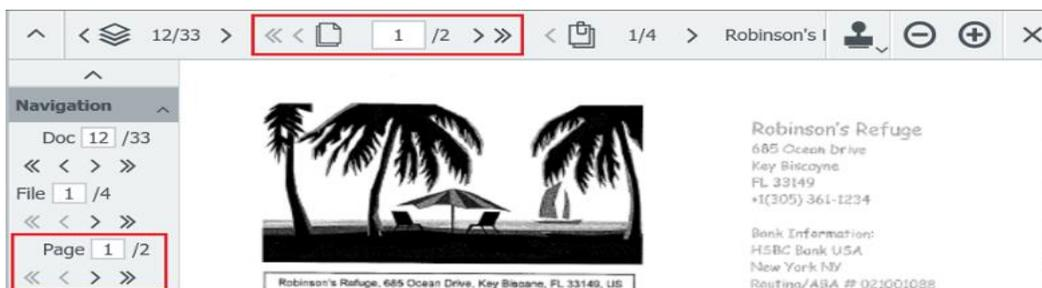 12/33 1 /2 1/4 Robinson's I
Navigation
Doc 12 /33
File 1 /4
Page 1 /2
Robinson's Refuge, 685 Ocean Drive, Key Biscane, FL 33149, US
Robinson's Refuge
685 Ocean Drive
Key Biscayne
FL 33149
+1(305) 361-1234
Bank Information:
HSBC Bank USA
New York NY
Routing/ABA # 021001088